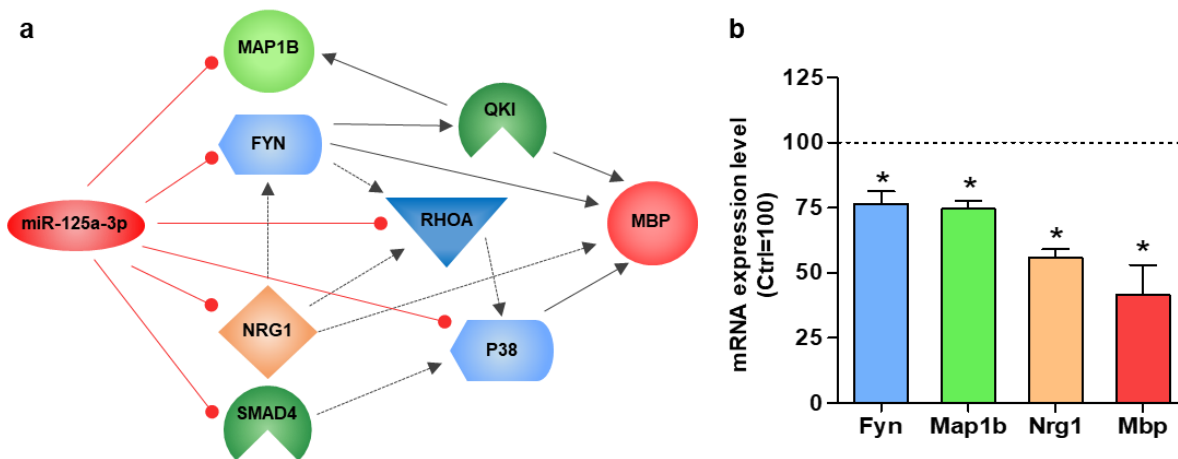 a
MAP1B
QKI
FYN
miR-125a-3p
RHOA
MBP
NRG1
P38
SMAD4
b
mRNA expression level
(Ctrl=100)
125
100
75
50
25
0
* * * *
Fyn Map1b Nrg1 Mbp